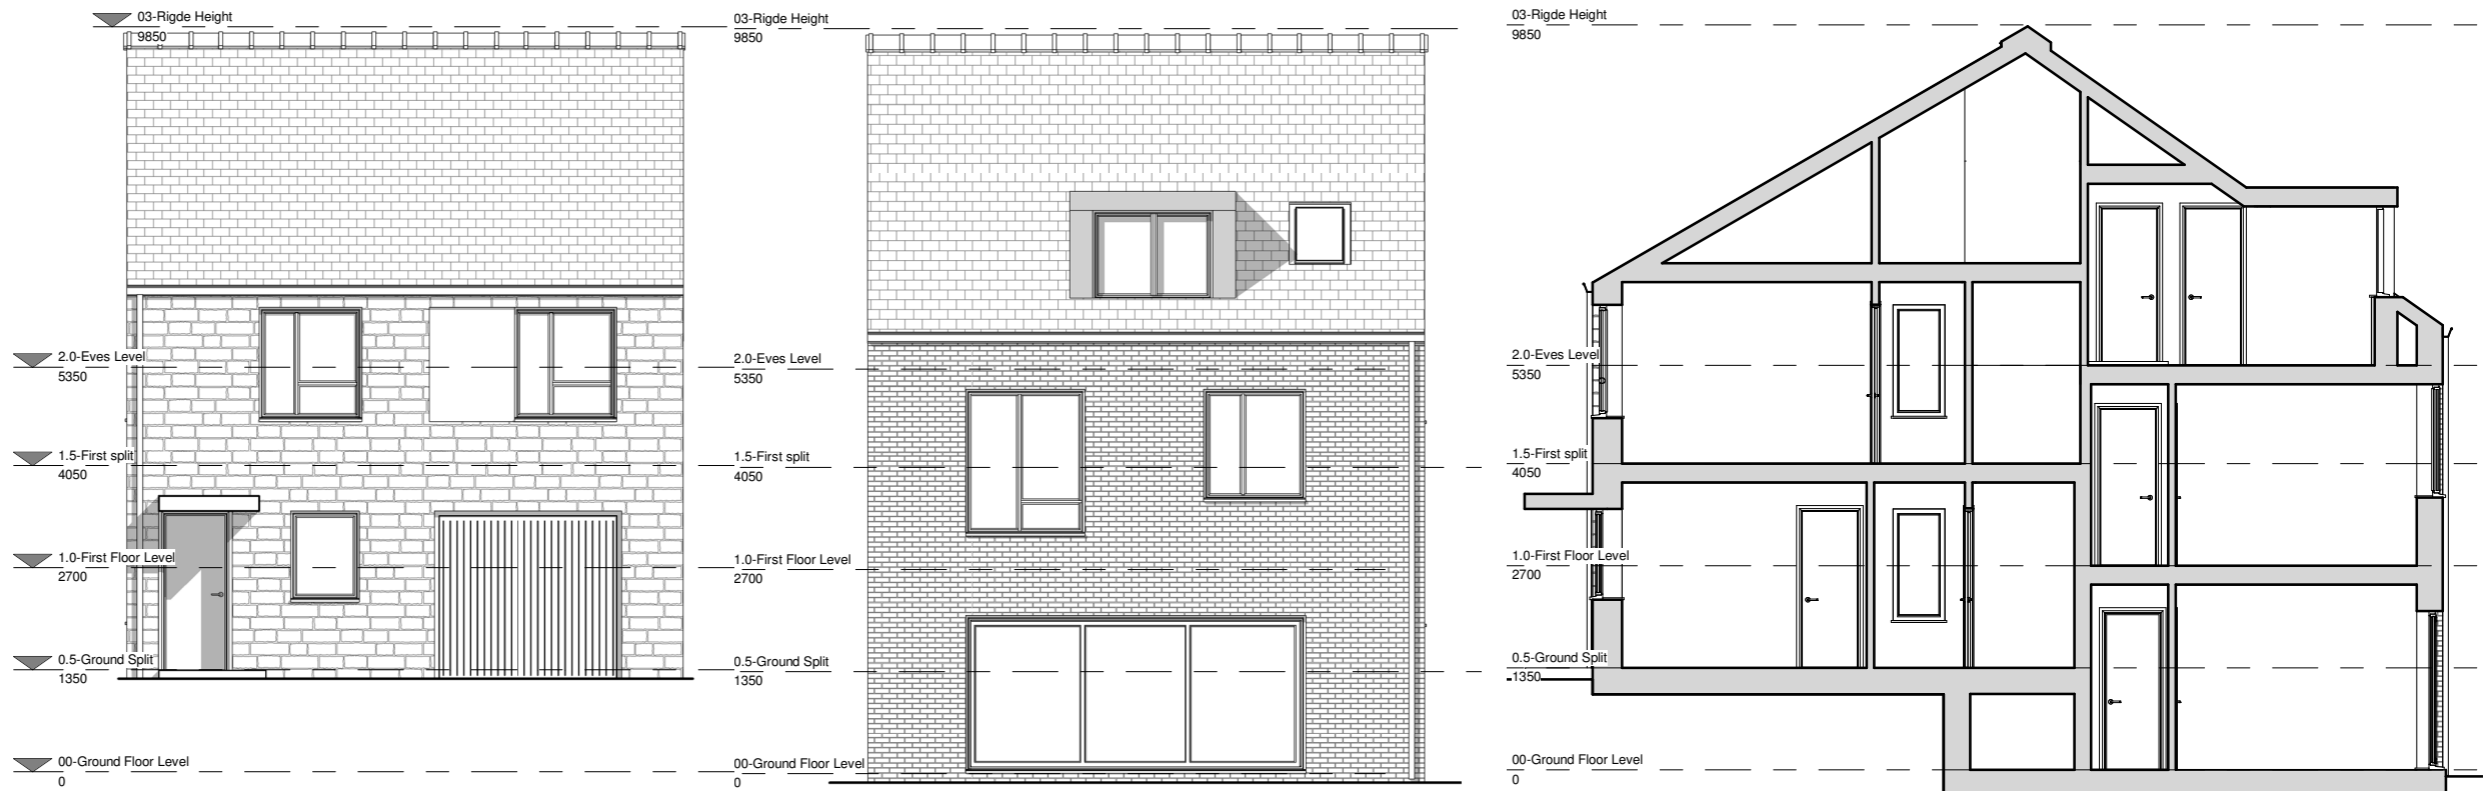 03-Rigde Height
9850
2.0-Eves Level
5350
1.5-First split
4050
1.0-First Floor Level
2700
0.5-Ground Split
1350
00-Ground Floor Level
0
03-Rigde Height
9850
2.0-Eves Level
5350
1.5-First split
4050
1.0-First Floor Level
2700
0.5-Ground Split
1350
00-Ground Floor Level
0
03-Rigde Height
9850
2.0-Eves Level
5350
1.5-First split
4050
1.0-First Floor Level
2700
0.5-Ground Split
1350
00-Ground Floor Level
0